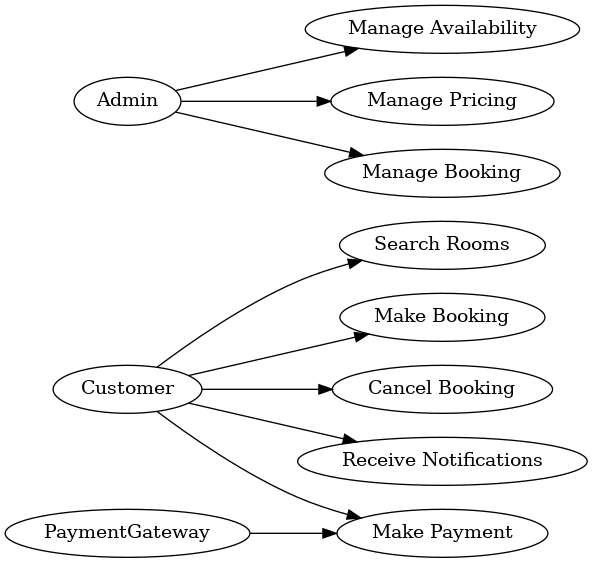 Manage Availability
Admin
Manage Pricing
Manage Booking
Search Rooms
Make Booking
Customer
Cancel Booking
Receive Notifications
PaymentGateway
Make Payment